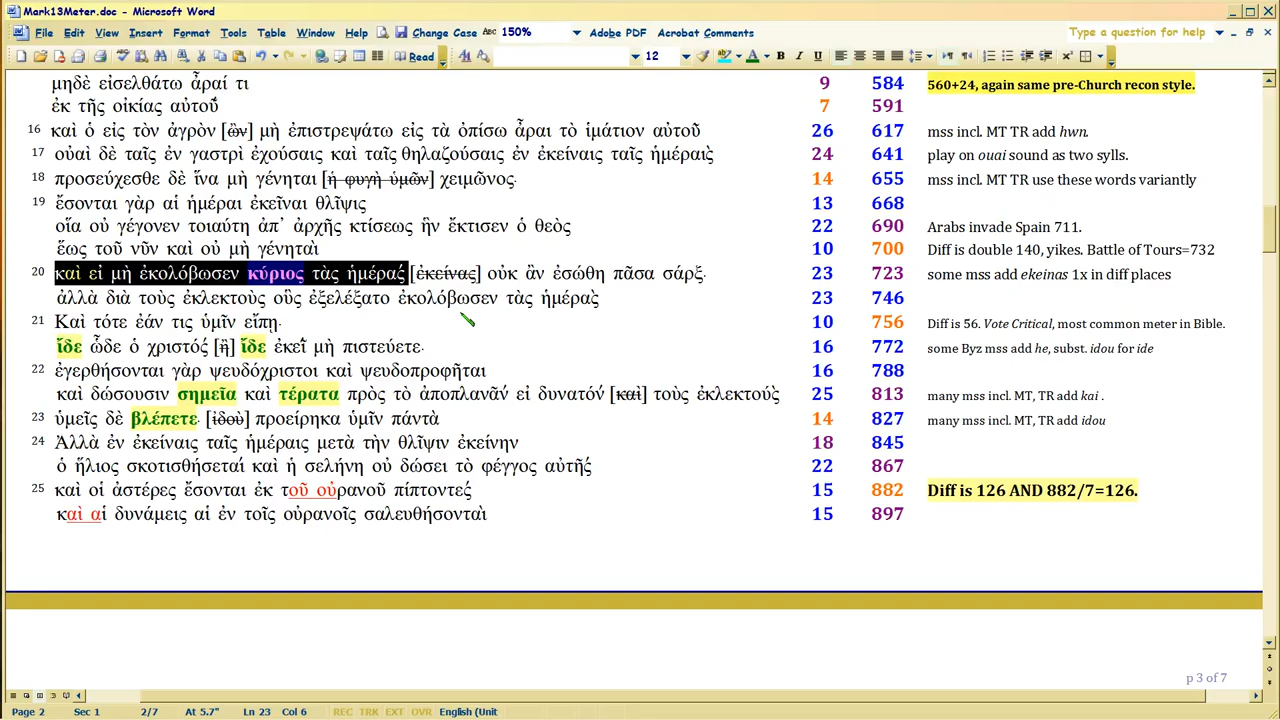 Mark13Meter.doc - Microsoft Word
File Edit View Insert Format Tools Table Window Help Change Case ABC 150% Adobe PDF Acrobat Comments Type a question for help
Read 12 B I U
μηδὲ εἰσελθάτω ἆραί τι 9 584 560+24, again same pre-Church recon style.
ἐκ τῆς οἰκίας αὐτοῦ 7 591
16 καὶ ὁ εἰς τὸν ἀγρὸν [ὢν] μὴ ἐπιστρεψάτω εἰς τὰ ὀπίσω ἆραι τὸ ἱμάτιον αὐτοῦ 26 617 mss incl. MT TR add hwn.
17 οὐαὶ δὲ ταῖς ἐν γαστρὶ ἐχούσαις καὶ ταῖς θηλαζούσαις ἐν ἐκείναις ταῖς ἡμέραις 24 641 play on ouai sound as two sylls.
18 προσεύχεσθε δὲ ἵνα μὴ γένηται [ἡ φυγὴ ὑμῶν] χειμῶνος· 14 655 mss incl. MT TR use these words variantly
19 ἔσονται γὰρ αἱ ἡμέραι ἐκεῖναι θλῖψις 13 668
οἵα οὐ γέγονεν τοιαύτη ἀπ’ ἀρχῆς κτίσεως ἣν ἔκτισεν ὁ θεὸς 22 690 Arabs invade Spain 711.
ἕως τοῦ νῦν καὶ οὐ μὴ γένηται 10 700 Diff is double 140, yikes. Battle of Tours=732
20 καὶ εἰ μὴ ἐκολόβωσεν κύριος τὰς ἡμέρας [ἐκείνας] οὐκ ἂν ἐσώθη πᾶσα σάρξ· 23 723 some mss add ekeinas 1x in diff places
ἀλλὰ διὰ τοὺς ἐκλεκτοὺς οὓς ἐξελέξατο ἐκολόβωσεν τὰς ἡμέρας 23 746
21 Καὶ τότε ἐάν τις ὑμῖν εἴπῃ· 10 756 Diff is 56. Vote Critical, most common meter in Bible.
ἴδε ὧδε ὁ χριστός [ἢ] ἴδε ἐκεῖ μὴ πιστεύετε· 16 772 some Byz mss add he, subst. idou for ide
22 ἐγερθήσονται γὰρ ψευδόχριστοι καὶ ψευδοπροφῆται 16 788
καὶ δώσουσιν σημεῖα καὶ τέρατα πρὸς τὸ ἀποπλανᾶν εἰ δυνατόν [καὶ] τοὺς ἐκλεκτούς 25 813 many mss incl. MT, TR add kai .
23 ὑμεῖς δὲ βλέπετε· [ἰδοὺ] προείρηκα ὑμῖν πάντα 14 827 many mss incl. MT, TR add idou
24 Ἀλλὰ ἐν ἐκείναις ταῖς ἡμέραις μετὰ τὴν θλῖψιν ἐκείνην 18 845
ὁ ἥλιος σκοτισθήσεται καὶ ἡ σελήνη οὐ δώσει τὸ φέγγος αὐτῆς 22 867
25 καὶ οἱ ἀστέρες ἔσονται ἐκ τοῦ οὐρανοῦ πίπτοντες 15 882 Diff is 126 AND 882/7=126.
καὶ αἱ δυνάμεις αἱ ἐν τοῖς οὐρανοῖς σαλευθήσονται 15 897
p 3 of 7
Page 2 Sec 1 2/7 At 5.7" Ln 23 Col 6 REC TRK EXT OVR English (Unit